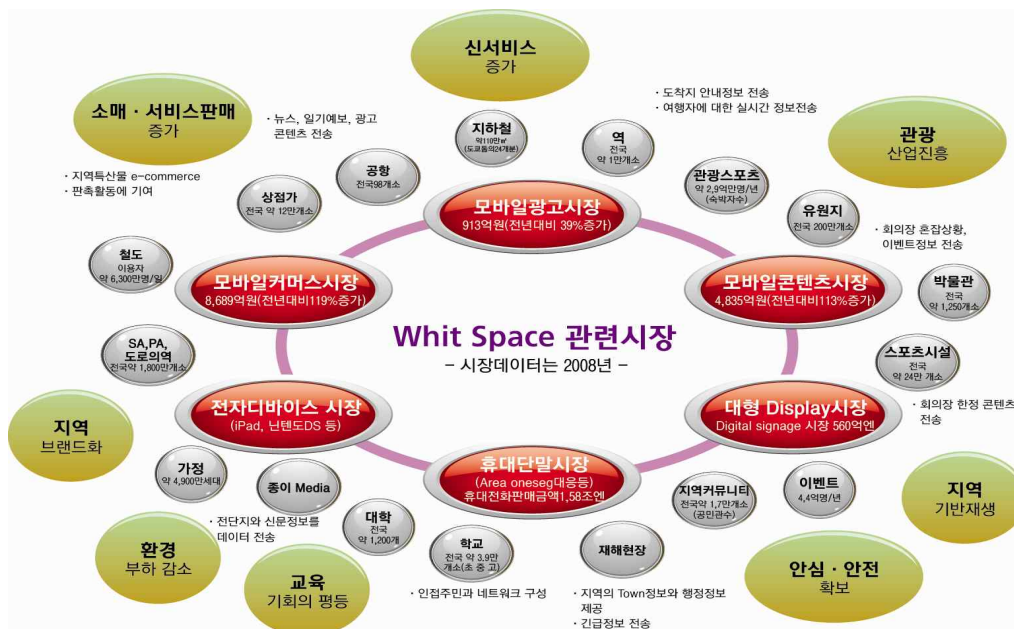 신서비스
증가
소매·서비스판매
증가
· 뉴스, 일기예보, 광고
콘텐츠 전송
지하철
약110만㎡
(도쿄돔의24개분)
역
전국
약 1만개소
· 도착지 안내정보 전송
· 여행자에 대한 실시간 정보전송
관광
산업진흥
· 지역특산물 e-commerce
· 판촉활동에 기여
상점가
전국 약 12만개소
공항
전국98개소
관광스포츠
약 2,9억만명/년
(숙박자수)
유원지
전국 200만개소
· 회의장 혼잡상황,
이벤트정보 전송
모바일광고시장
913억원(전년대비 39%증가)
철도
이용자
약 6,300만명/일
모바일커머스시장
8,689억원(전년대비119%증가)
모바일콘텐츠시장
4,835억원(전년대비113%증가)
박물관
전국
약 1,250개소
Whit Space 관련시장
– 시장데이터는 2008년 –
SA,PA,
도로의역
전국약 1,800만개소
스포츠시설
전국
약 24만 개소
· 회의장 한정 콘텐츠
전송
전자디바이스 시장
(iPad, 닌텐도DS 등)
대형 Display시장
Digital signage 시장 560억엔
지역
브랜드화
휴대단말시장
(Area oneseg대응등)
휴대전화판매금액1,58조엔
가정
약 4,900만세대
종이 Media
· 전단지와 신문정보를
데이터 전송
대학
전국
약 1,200개
학교
전국 약 3.9만
개소(초 중 고)
· 인접주민과 네트워크 구성
재해현장
· 지역의 Town정보와 행정정보
제공
· 긴급정보 전송
지역커뮤니티
전국약 1,7만개소
(공민관수)
이벤트
4,4억명/년
지역
기반재생
환경
부하 감소
교육
기회의 평등
안심·안전
확보